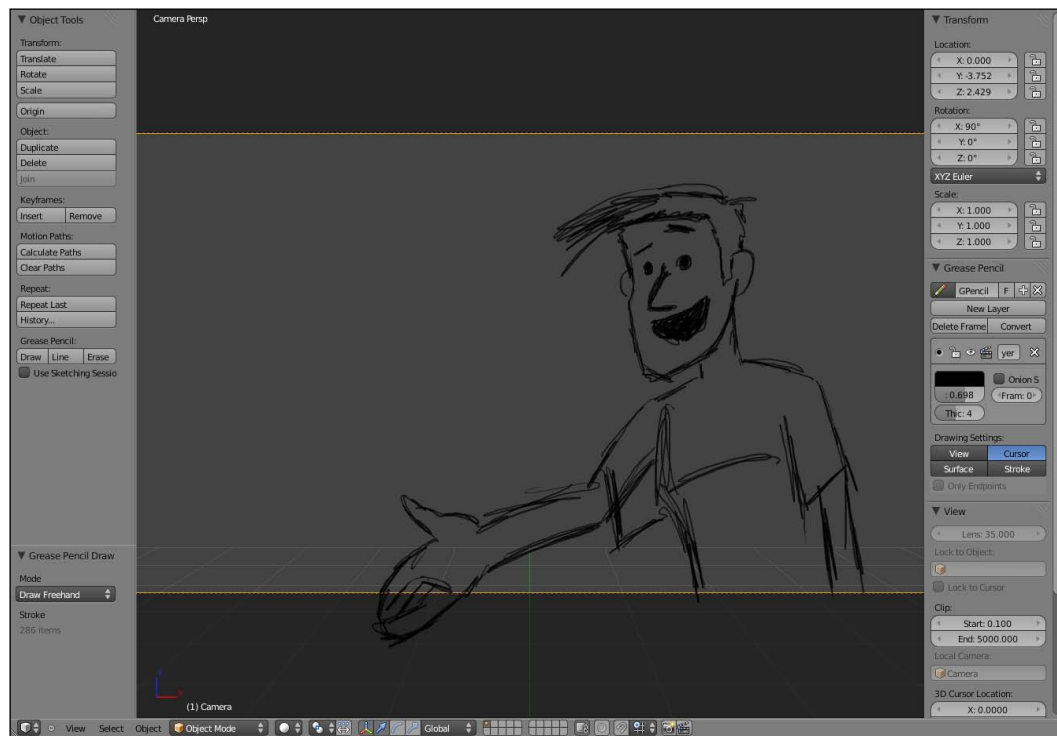 Object Tools
Transform:
Translate
Rotate
Scale
Origin
Object:
Duplicate
Delete
Join
Keyframes:
Insert Remove
Motion Paths:
Calculate Paths
Clear Paths
Repeat:
Repeat Last
History...
Grease Pencil:
Draw Line Erase
Use Sketching Sessio
Grease Pencil Draw
Mode
Draw Freehand
Stroke
286 items
Camera Persp
(1) Camera
Transform
Location:
X: 0.000
Y: -3.752
Z: 2.429
Rotation:
X: 90°
Y: 0°
Z: 0°
XYZ Euler
Scale:
X: 1.000
Y: 1.000
Z: 1.000
Grease Pencil
GPencil F
New Layer
Delete Frame Convert
yer
Onion S
: 0.698 Fram: 0
Thic: 4
Drawing Settings:
View Cursor
Surface Stroke
Only Endpoints
View
Lens: 35.000
Lock to Object:
Lock to Cursor
Clip:
Start: 0.100
End: 5000.000
Local Camera:
Camera
3D Cursor Location:
X: 0.0000
View Select Object Object Mode Global